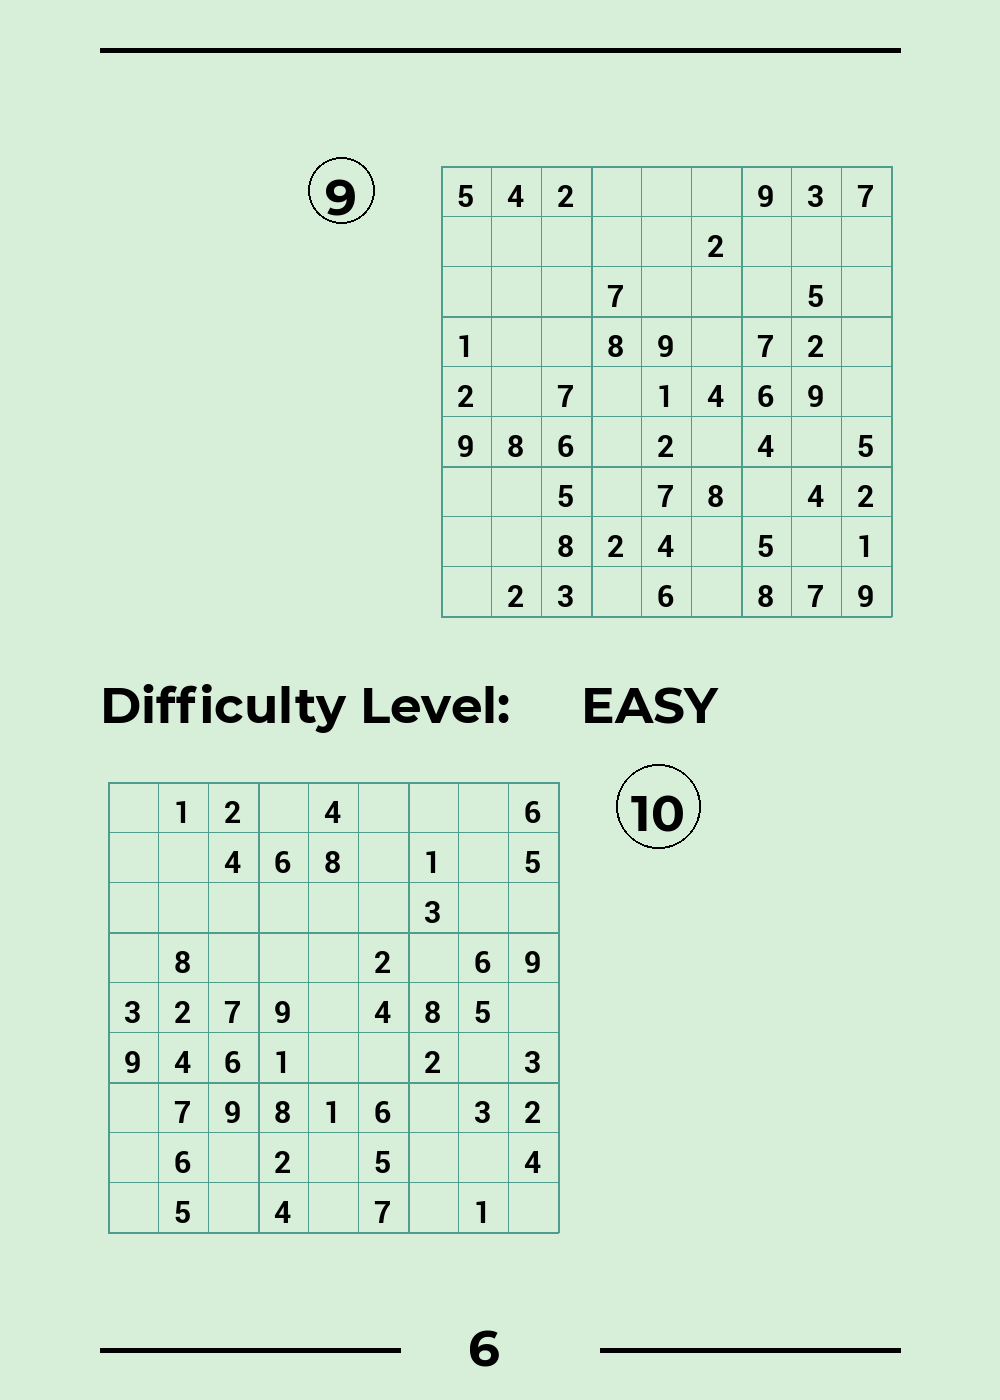 9
5 4 2 9 3 7
2
7 5
1 8 9 7 2
2 7 1 4 6 9
9 8 6 2 4 5
5 7 8 4 2
8 2 4 5 1
2 3 6 8 7 9
Difficulty Level: EASY
10
1 2 4 6
4 6 8 1 5
3
8 2 6 9
3 2 7 9 4 8 5
9 4 6 1 2 3
7 9 8 1 6 3 2
6 2 5 4
5 4 7 1
6